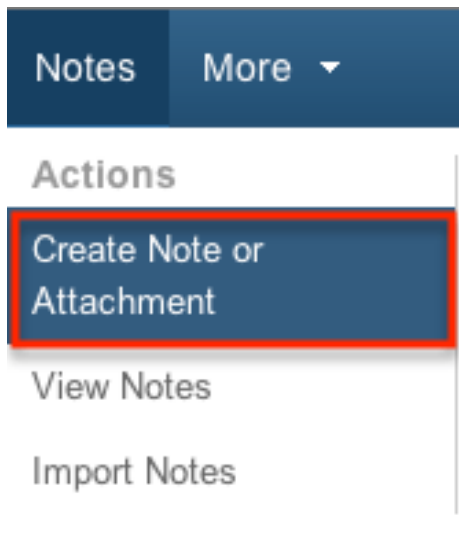 Notes More
Actions
Create Note or
Attachment
View Notes
Import Notes